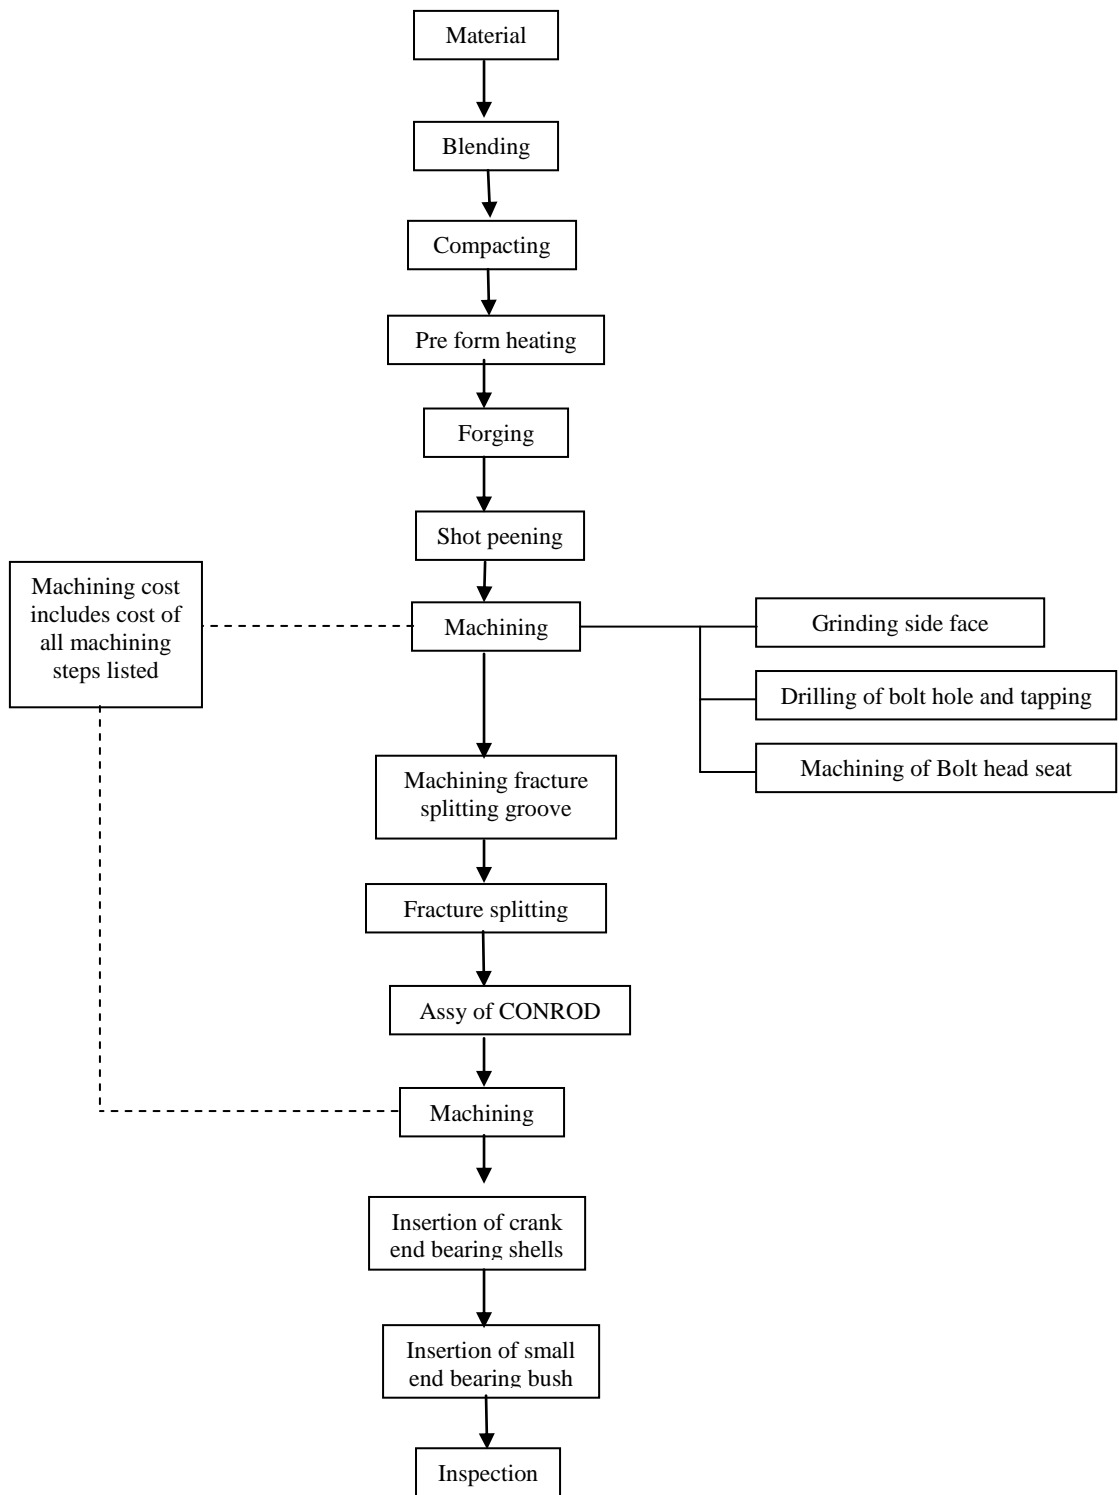 Material
Blending
Compacting
Pre form heating
Forging
Shot peening
Machining cost
includes cost of
all machining
steps listed
Machining
Grinding side face
Drilling of bolt hole and tapping
Machining of Bolt head seat
Machining fracture
splitting groove
Fracture splitting
Assy of CONROD
Machining
Insertion of crank
end bearing shells
Insertion of small
end bearing bush
Inspection